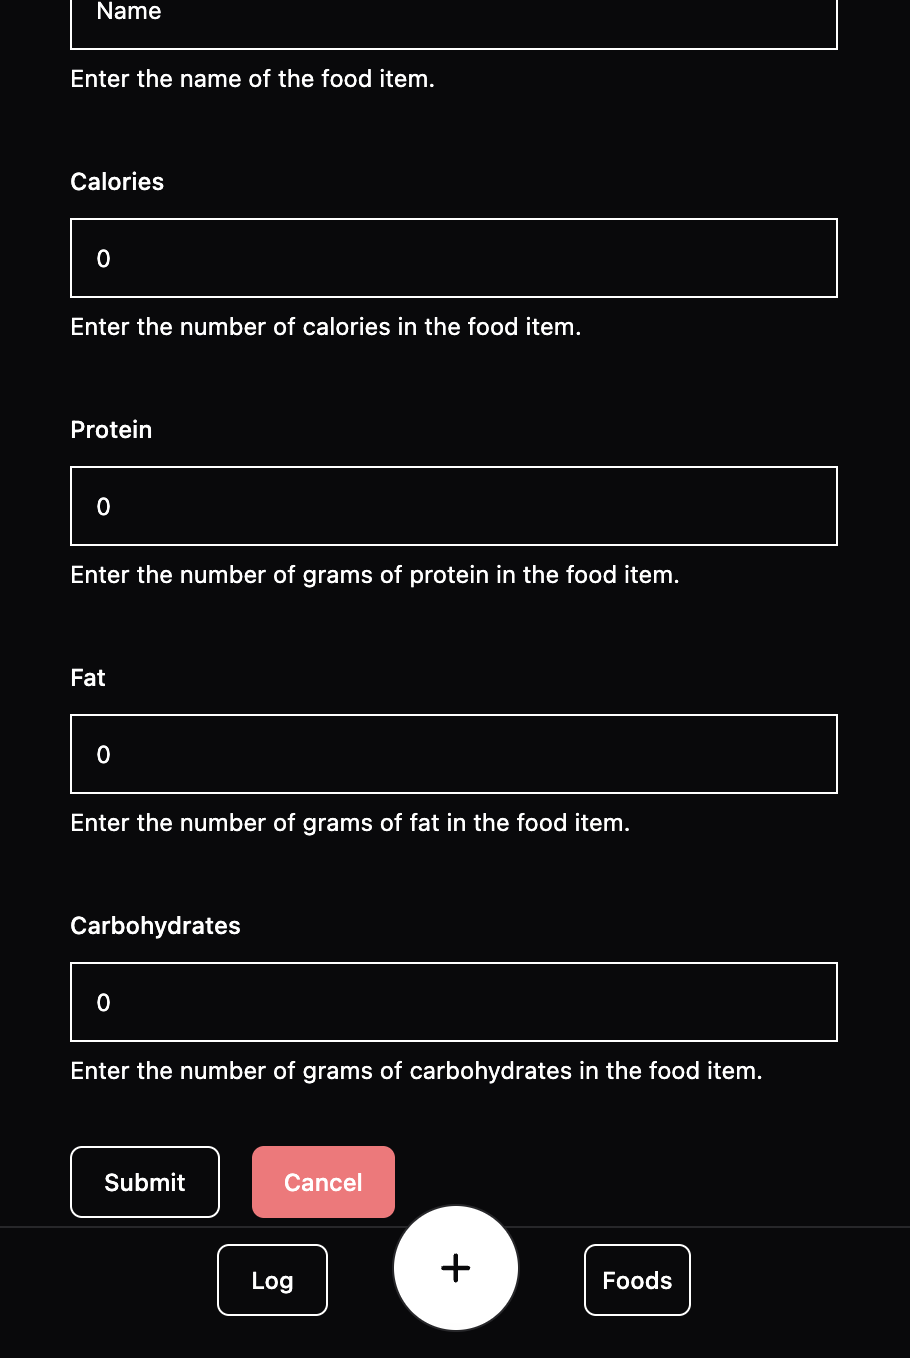 Name
Enter the name of the food item.
Calories
0
Enter the number of calories in the food item.
Protein
0
Enter the number of grams of protein in the food item.
Fat
0
Enter the number of grams of fat in the food item.
Carbohydrates
0
Enter the number of grams of carbohydrates in the food item.
Submit Cancel
Log + Foods